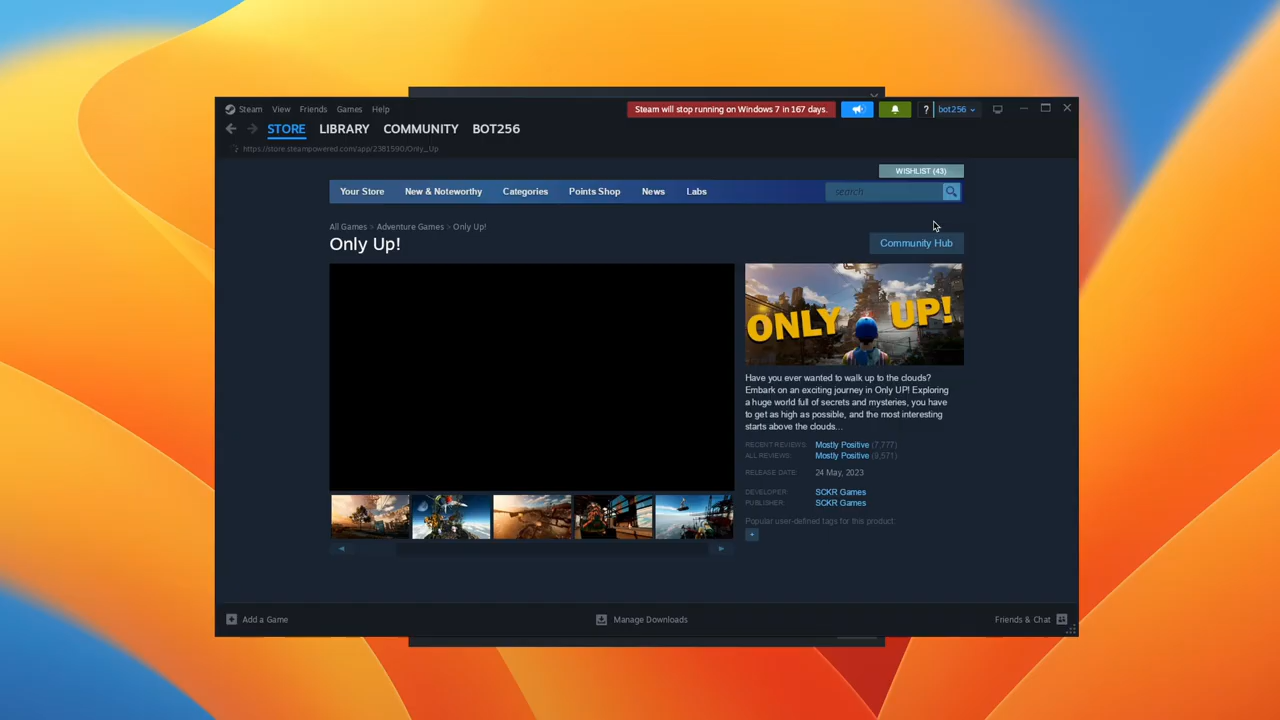 Steam View Friends Games Help
Steam will stop running on Windows 7 in 167 days.
? bot256
STORE LIBRARY COMMUNITY BOT256
https://store.steampowered.com/app/2381590/Only_Up
WISHLIST (43)
Your Store New & Noteworthy Categories Points Shop News Labs
search
All Games > Adventure Games > Only Up!
Only Up!
Community Hub
ONLY UP!
Have you ever wanted to walk up to the clouds?
Embark on an exciting journey in Only UP! Exploring
a huge world full of secrets and mysteries, you have
to get as high as possible, and the most interesting
starts above the clouds...
RECENT REVIEWS: Mostly Positive (7,777)
ALL REVIEWS: Mostly Positive (9,571)
RELEASE DATE: 24 May, 2023
DEVELOPER: SCKR Games
PUBLISHER: SCKR Games
Popular user-defined tags for this product:
+
Add a Game Manage Downloads Friends & Chat